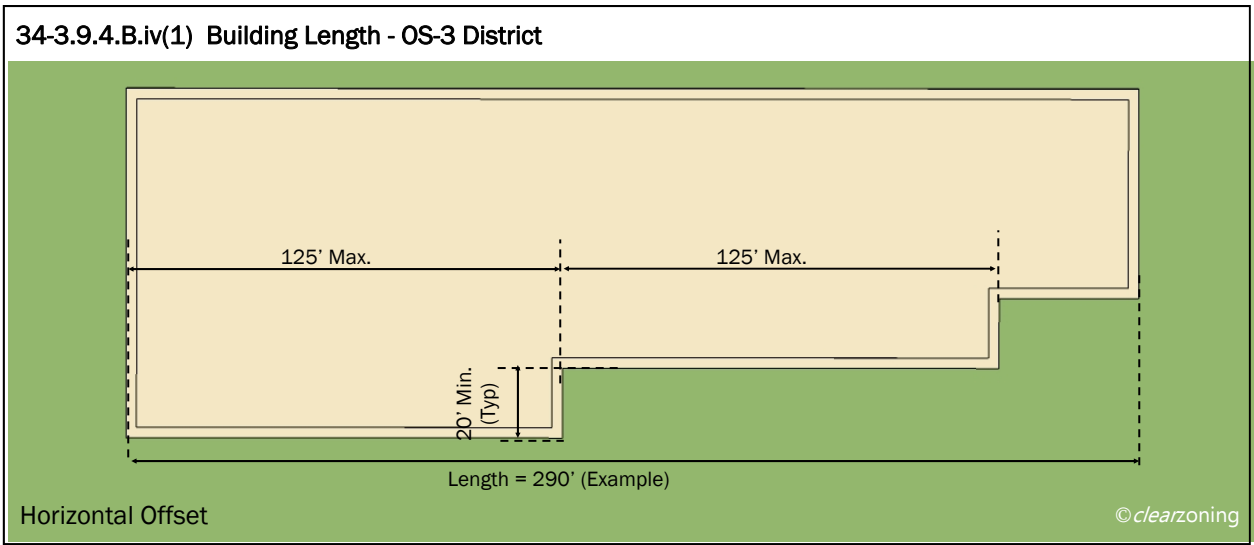 34-3.9.4.B.iv(1) Building Length - OS-3 District
125’ Max.
125’ Max.
20’ Min.
(Typ)
Length = 290’ (Example)
Horizontal Offset
©clearzoning